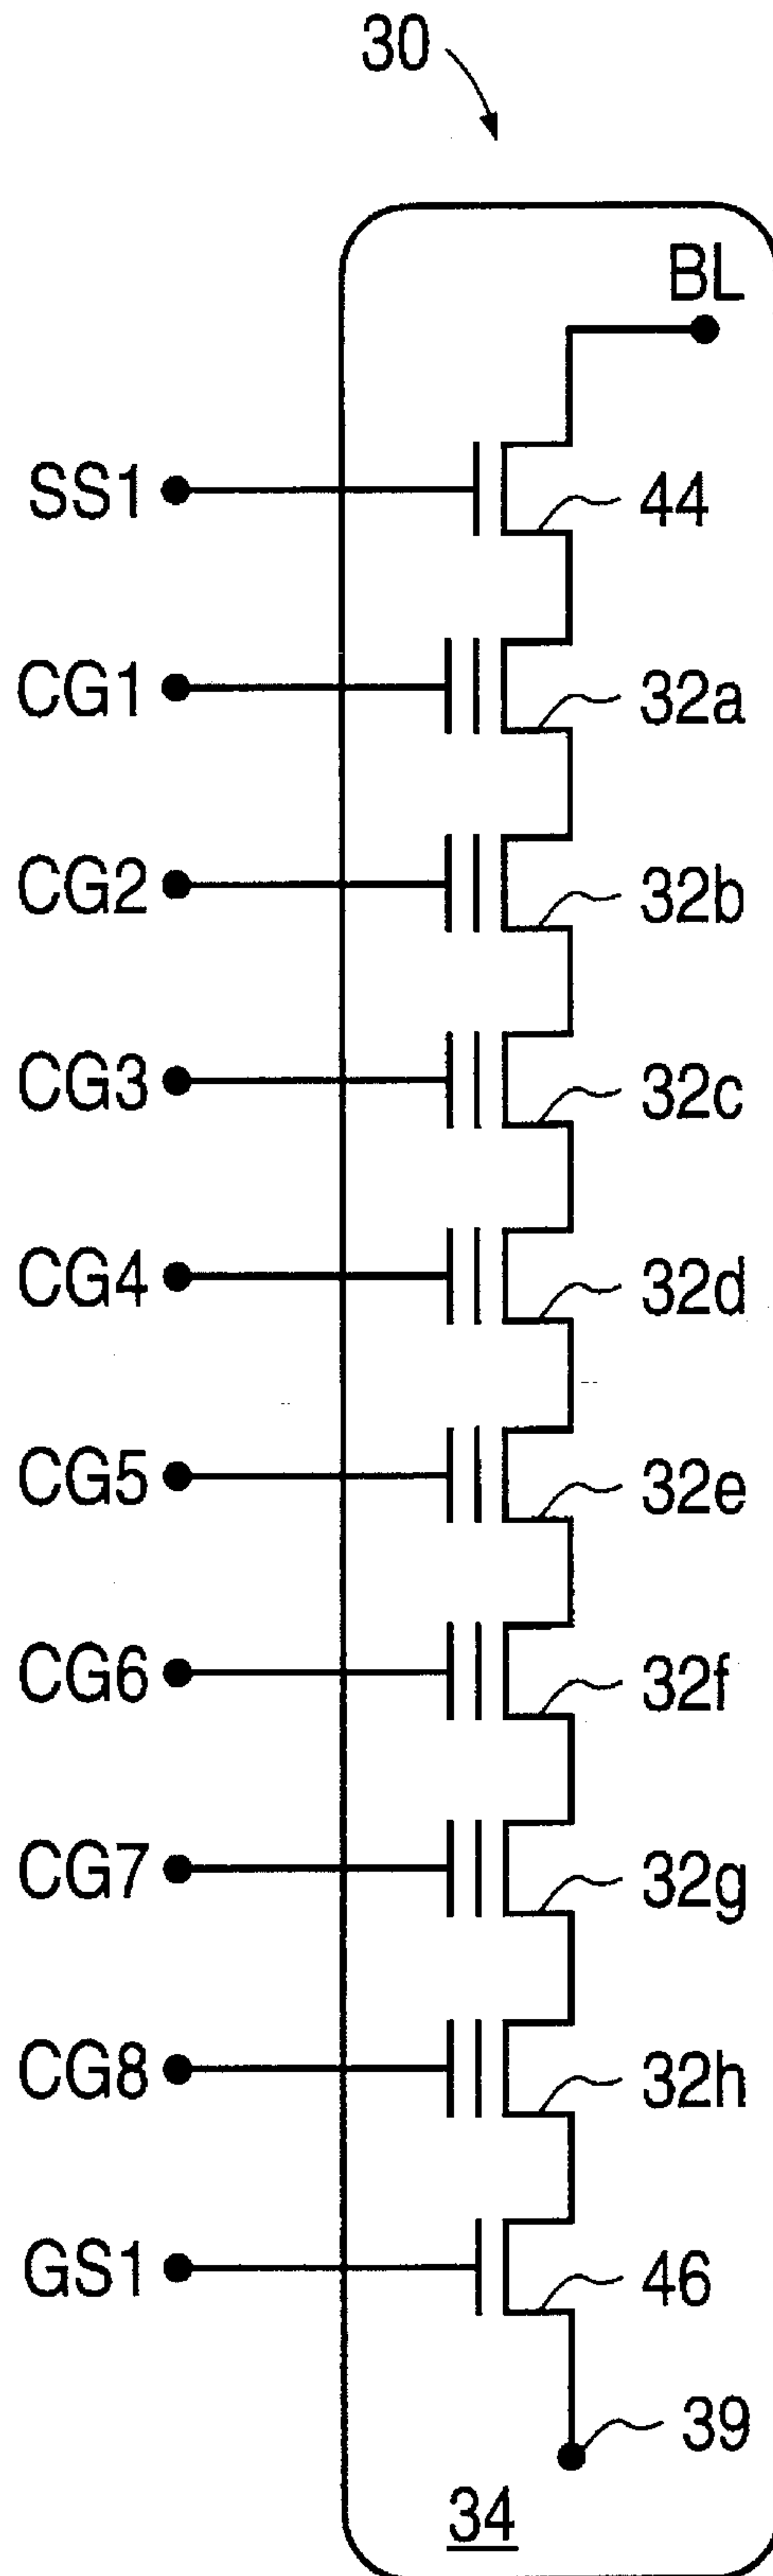 30
BL
SS1
44
CG1
32a
CG2
32b
CG3
32c
CG4
32d
CG5
32e
CG6
32f
CG7
32g
CG8
32h
GS1
46
39
34